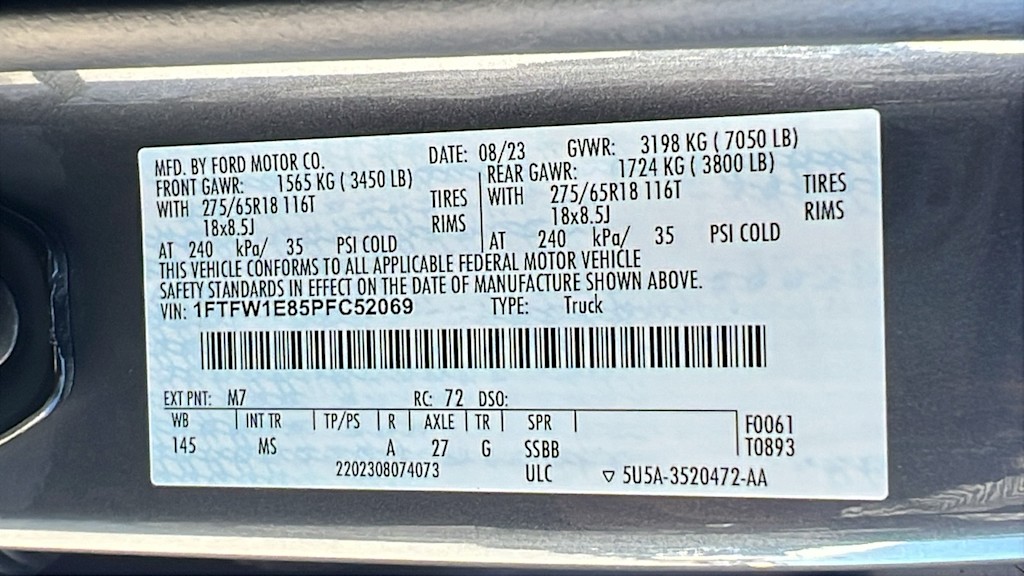 MFD. BY FORD MOTOR CO. DATE: 08/23 GVWR: 3198 KG ( 7050 LB)
FRONT GAWR: 1565 KG ( 3450 LB) REAR GAWR: 1724 KG ( 3800 LB)
WITH 275/65R18 116T TIRES WITH 275/65R18 116T TIRES
18x8.5J RIMS 18x8.5J RIMS
AT 240 kPa/ 35 PSI COLD AT 240 kPa/ 35 PSI COLD
THIS VEHICLE CONFORMS TO ALL APPLICABLE FEDERAL MOTOR VEHICLE
SAFETY STANDARDS IN EFFECT ON THE DATE OF MANUFACTURE SHOWN ABOVE.
VIN: 1FTFW1E85PFC52069 TYPE: Truck
EXT PNT: M7 RC: 72 DSO:
WB INT TR TP/PS R AXLE TR SPR F0061
145 MS A 27 G SSBB T0893
2202308074073 ULC ▽ 5U5A-3520472-AA